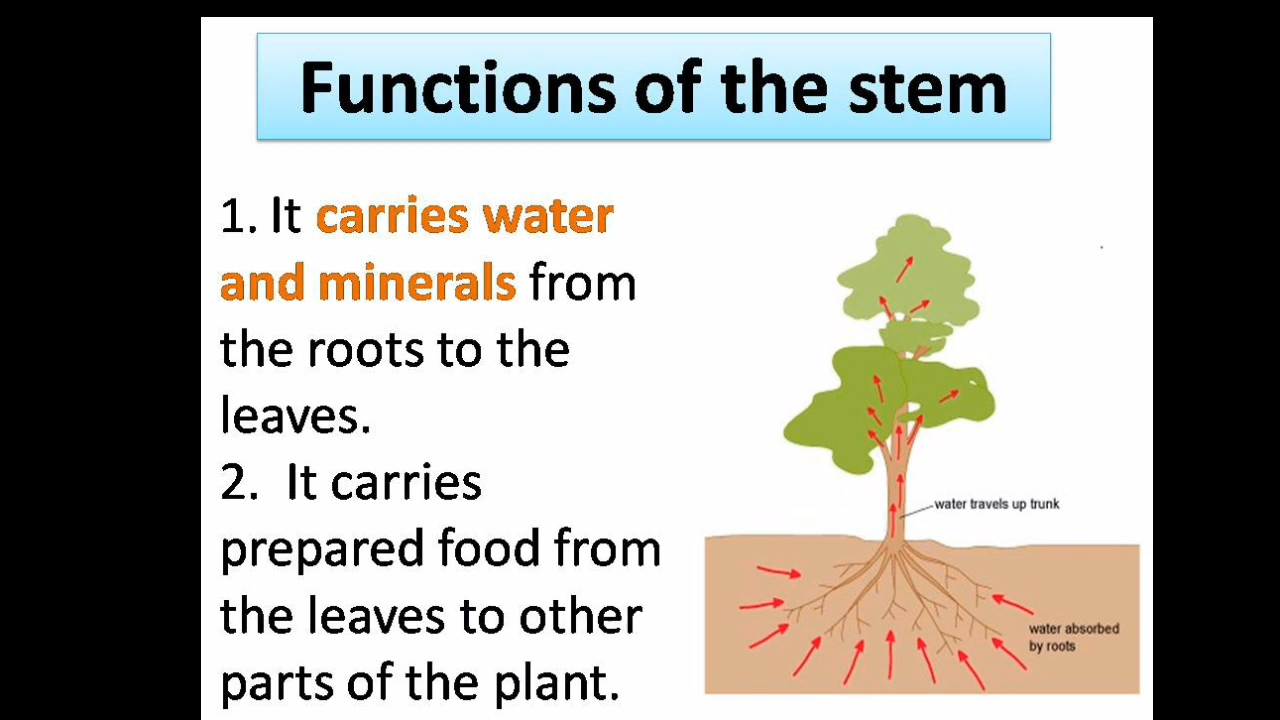 Functions of the stem
1. It carries water
and minerals from
the roots to the
leaves.
2. It carries
prepared food from
the leaves to other
parts of the plant.
water travels up trunk
water absorbed
by roots